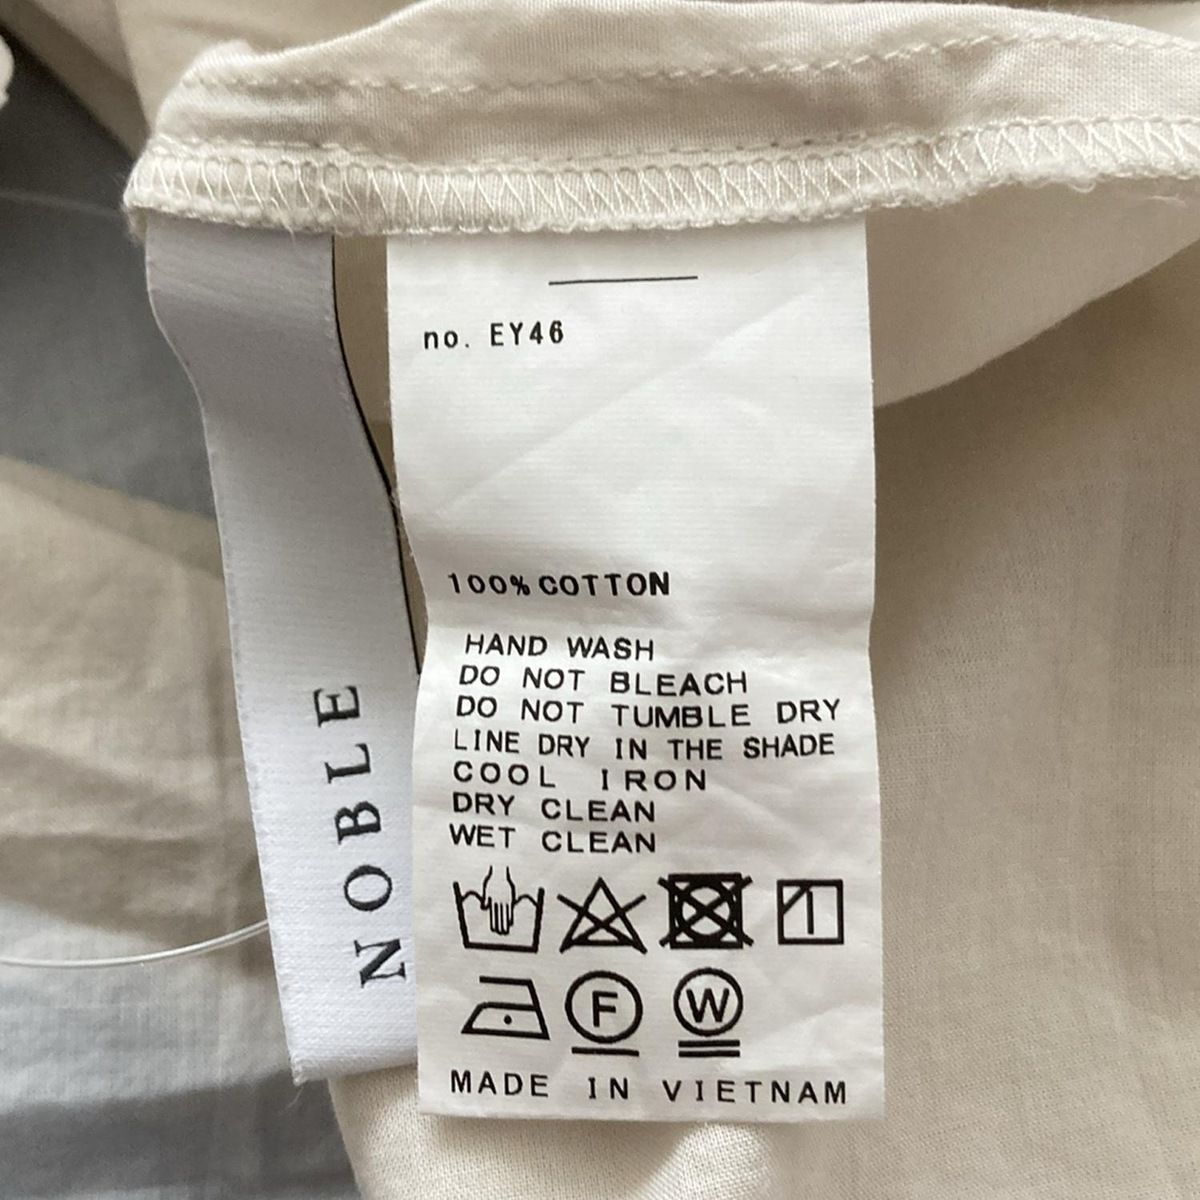 no. EY46
100% COTTON
HAND WASH
DO NOT BLEACH
DO NOT TUMBLE DRY
LINE DRY IN THE SHADE
COOL IRON
DRY CLEAN
WET CLEAN
F W
MADE IN VIETNAM
NOBLE